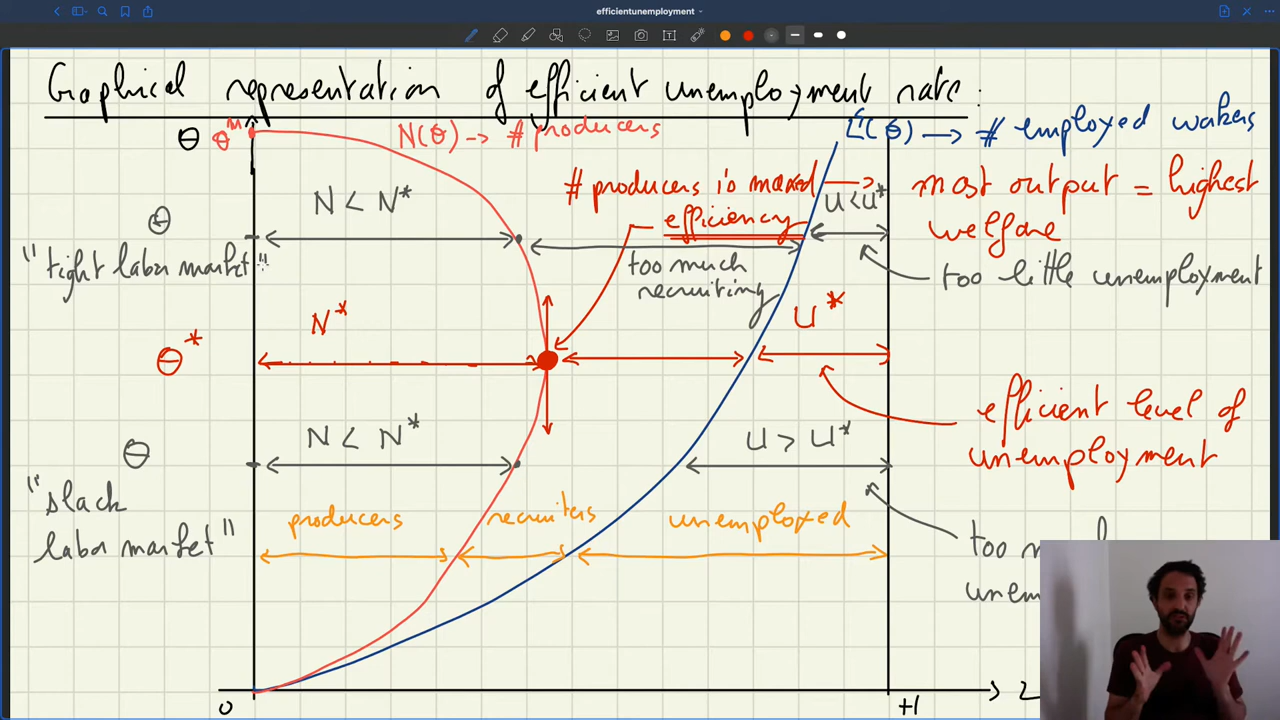 efficientunemployment
Graphical representation of efficient unemployment rate.
θ θᵐ N(θ) → # producers Lˢ(θ) → # employed workers
N < N* # producers is maxed → U<U* most output = highest
efficiency welfare
θ
"tight labor market" too much too little unemployment
recruiting
N* U*
θ*
efficient level of
N < N* U > U* unemployment
θ
"slack
labor market" producers recruiters unemployed
too
0 +1